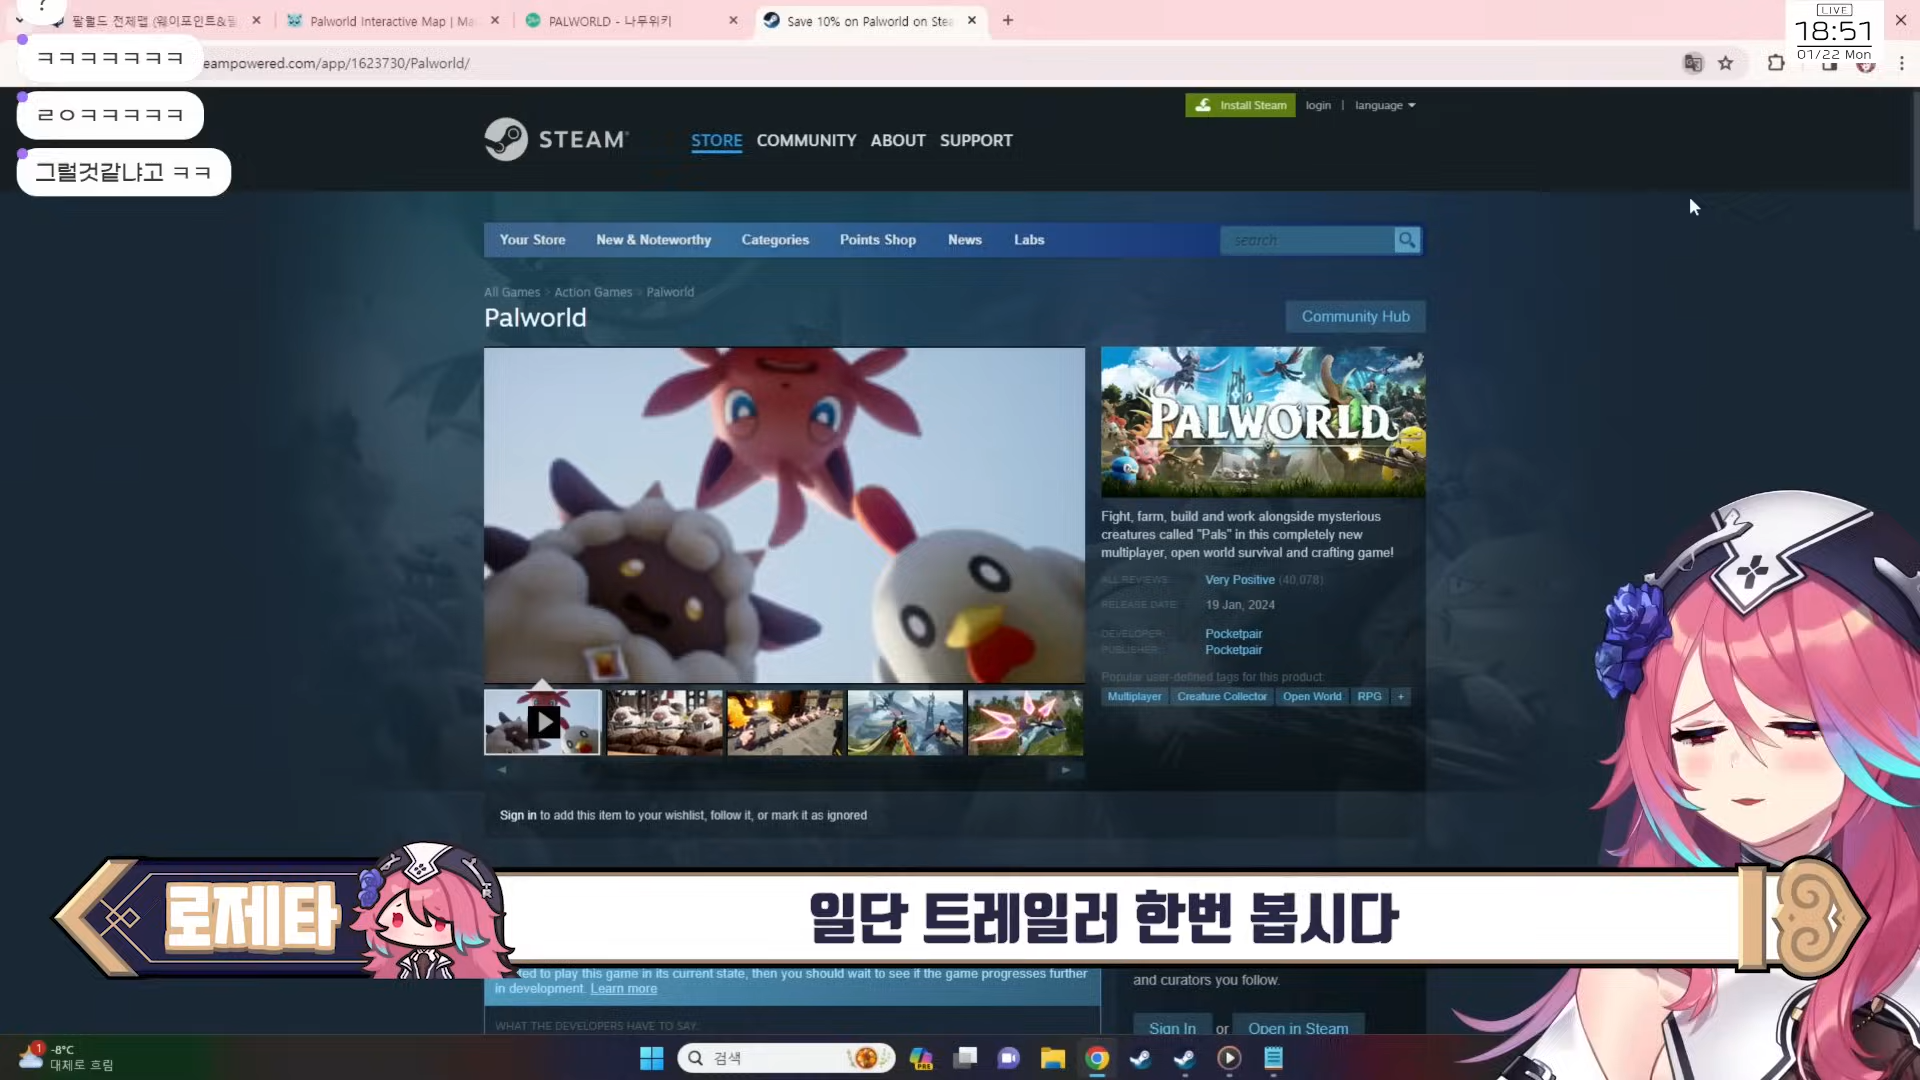 팔월드 전체맵 (웨이포인트&필
Palworld Interactive Map | Ma
PALWORLD - 나무위키
Save 10% on Palworld on Stea
LIVE
18:51
01/22 Mon
?
ㅋㅋㅋㅋㅋㅋㅋ
ㄹㅇㅋㅋㅋㅋㅋ
그럴것같냐고 ㅋㅋ
eampowered.com/app/1623730/Palworld/
Install Steam
login | language
STEAM
STORE COMMUNITY ABOUT SUPPORT
Your Store New & Noteworthy Categories Points Shop News Labs
search
All Games > Action Games > Palworld
Palworld
Community Hub
PALWORLD
Fight, farm, build and work alongside mysterious
creatures called "Pals" in this completely new
multiplayer, open world survival and crafting game!
ALL REVIEWS: Very Positive (40,078)
RELEASE DATE: 19 Jan, 2024
DEVELOPER: Pocketpair
PUBLISHER: Pocketpair
Popular user-defined tags for this product:
Multiplayer Creature Collector Open World RPG +
Sign in to add this item to your wishlist, follow it, or mark it as ignored
로제타
일단 트레일러 한번 봅시다
ted to play this game in its current state, then you should wait to see if the game progresses further
in development. Learn more
and curators you follow.
WHAT THE DEVELOPERS HAVE TO SAY:
Sign In or Open in Steam
1
-8°C
대체로 흐림
검색
PRE